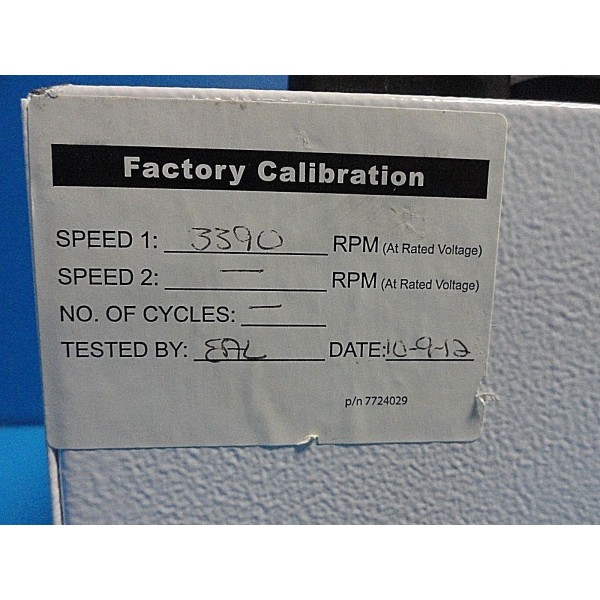 Factory Calibration
SPEED 1: 3390 RPM (At Rated Voltage)
SPEED 2: — RPM (At Rated Voltage)
NO. OF CYCLES: —
TESTED BY: EAL DATE: 10-9-12
p/n 7724029